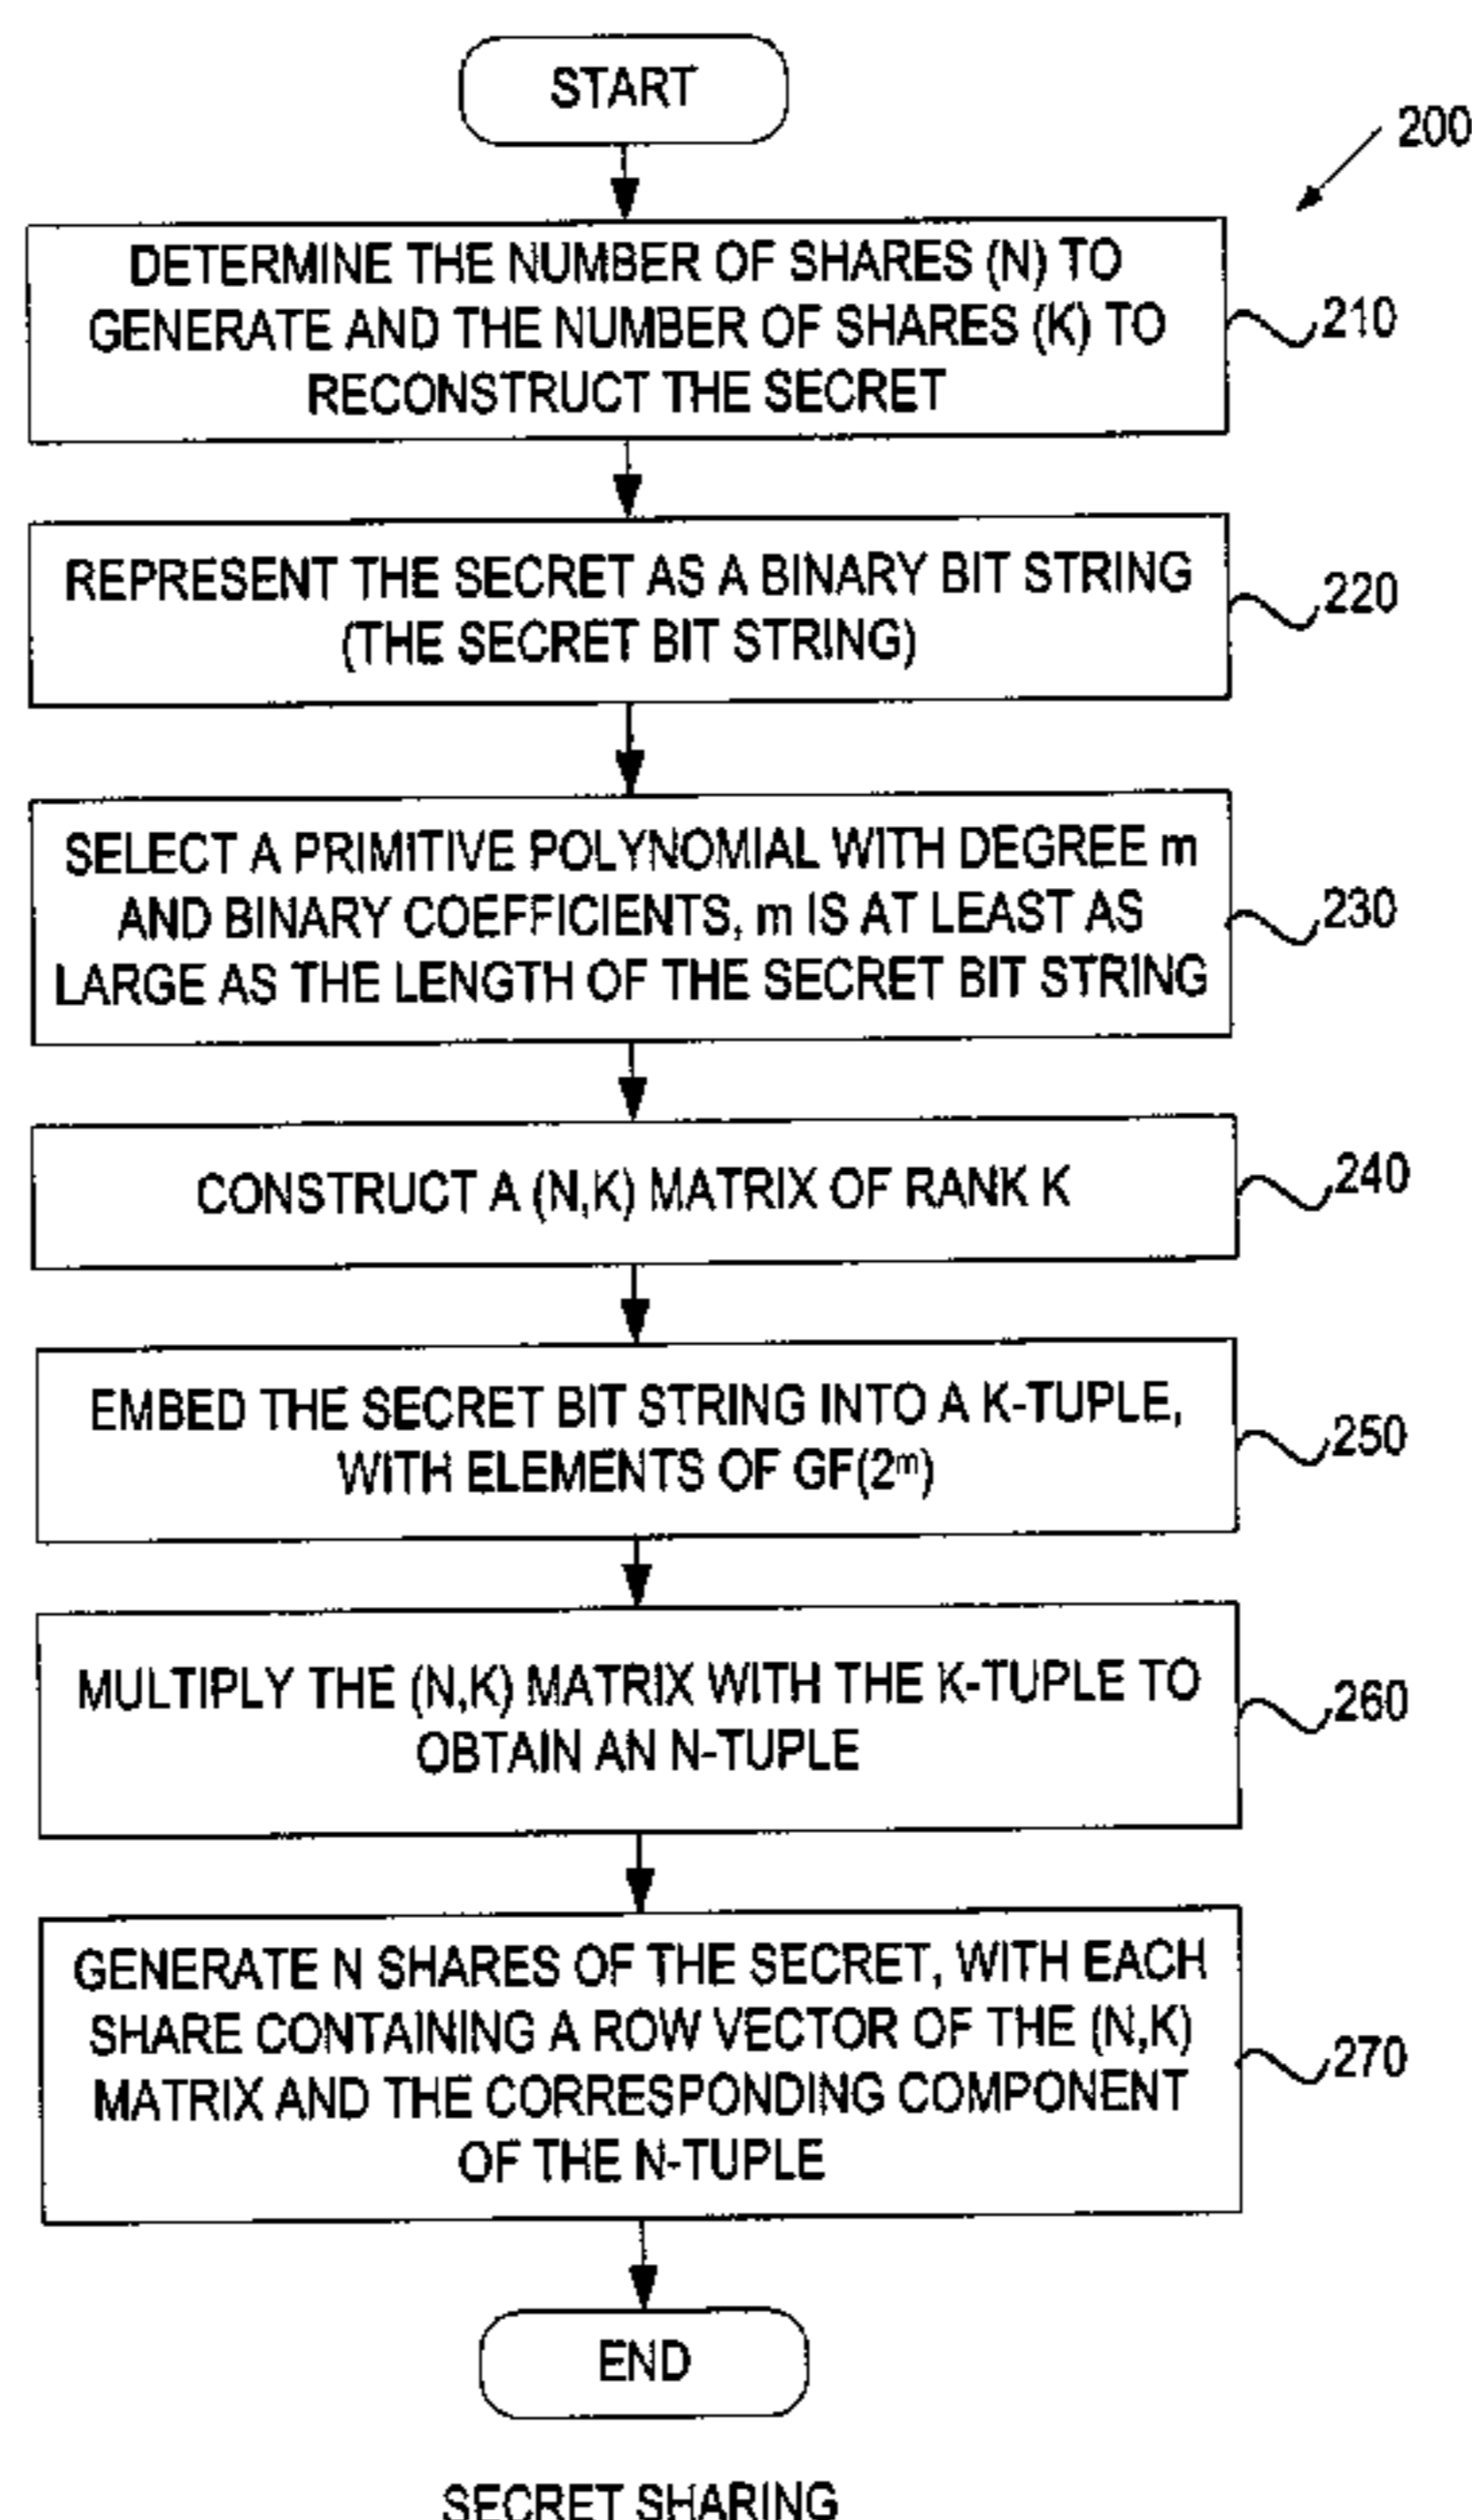 START
200
DETERMINE THE NUMBER OF SHARES (N) TO
GENERATE AND THE NUMBER OF SHARES (K) TO
RECONSTRUCT THE SECRET
210
REPRESENT THE SECRET AS A BINARY BIT STRING
(THE SECRET BIT STRING)
220
SELECT A PRIMITIVE POLYNOMIAL WITH DEGREE m
AND BINARY COEFFICIENTS, m IS AT LEAST AS
LARGE AS THE LENGTH OF THE SECRET BIT STRING
230
CONSTRUCT A (N,K) MATRIX OF RANK K
240
EMBED THE SECRET BIT STRING INTO A K-TUPLE,
WITH ELEMENTS OF GF(2ᵐ)
250
MULTIPLY THE (N,K) MATRIX WITH THE K-TUPLE TO
OBTAIN AN N-TUPLE
260
GENERATE N SHARES OF THE SECRET, WITH EACH
SHARE CONTAINING A ROW VECTOR OF THE (N,K)
MATRIX AND THE CORRESPONDING COMPONENT
OF THE N-TUPLE
270
END
SECRET SHARING